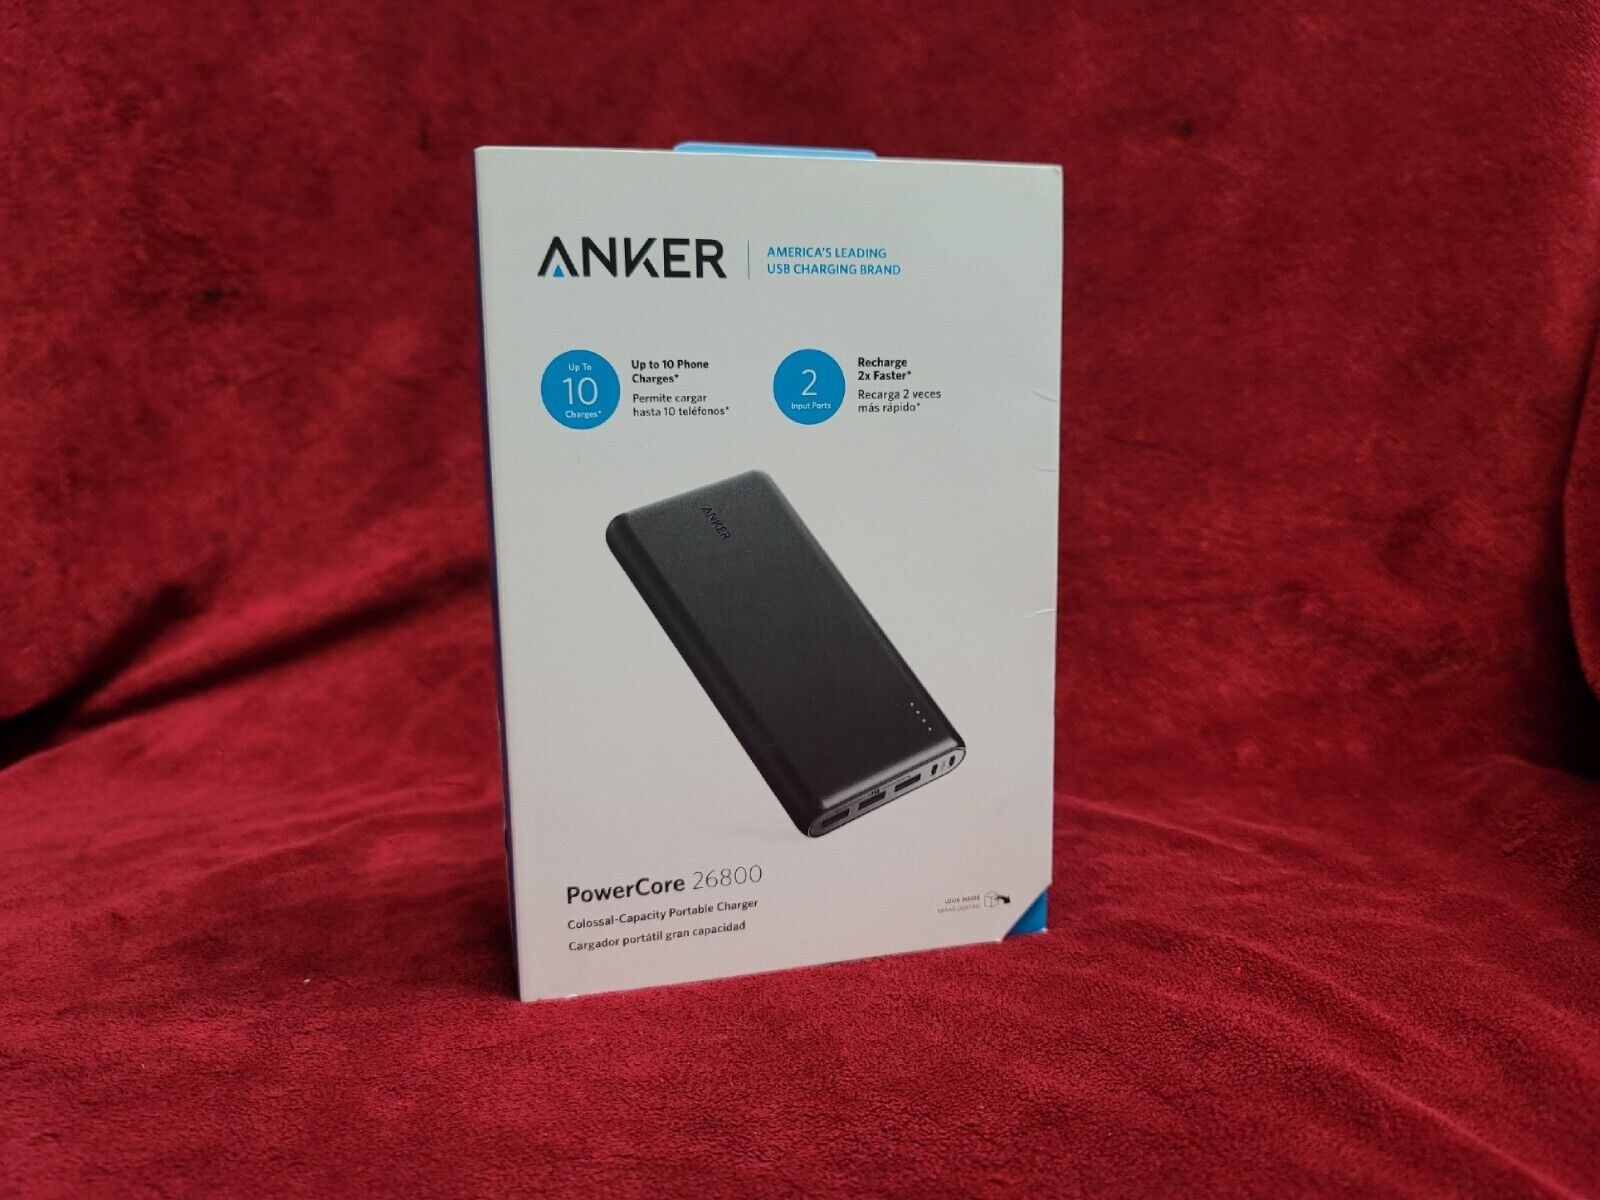 ANKER
AMERICA'S LEADING
USB CHARGING BRAND
Up To
10
Charges*
Up to 10 Phone
Charges*
Permite cargar
hasta 10 teléfonos*
2
Input Ports
Recharge
2x Faster*
Recarga 2 veces
más rápido*
ANKER
PowerCore 26800
Colossal-Capacity Portable Charger
Cargador portátil gran capacidad
LOOK INSIDE
MIRAR DENTRO